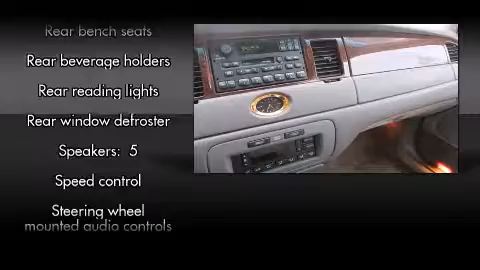 Rear bench seats
Rear beverage holders
Rear reading lights
Rear window defroster
Speakers: 5
Speed control
Steering wheel
mounted audio controls